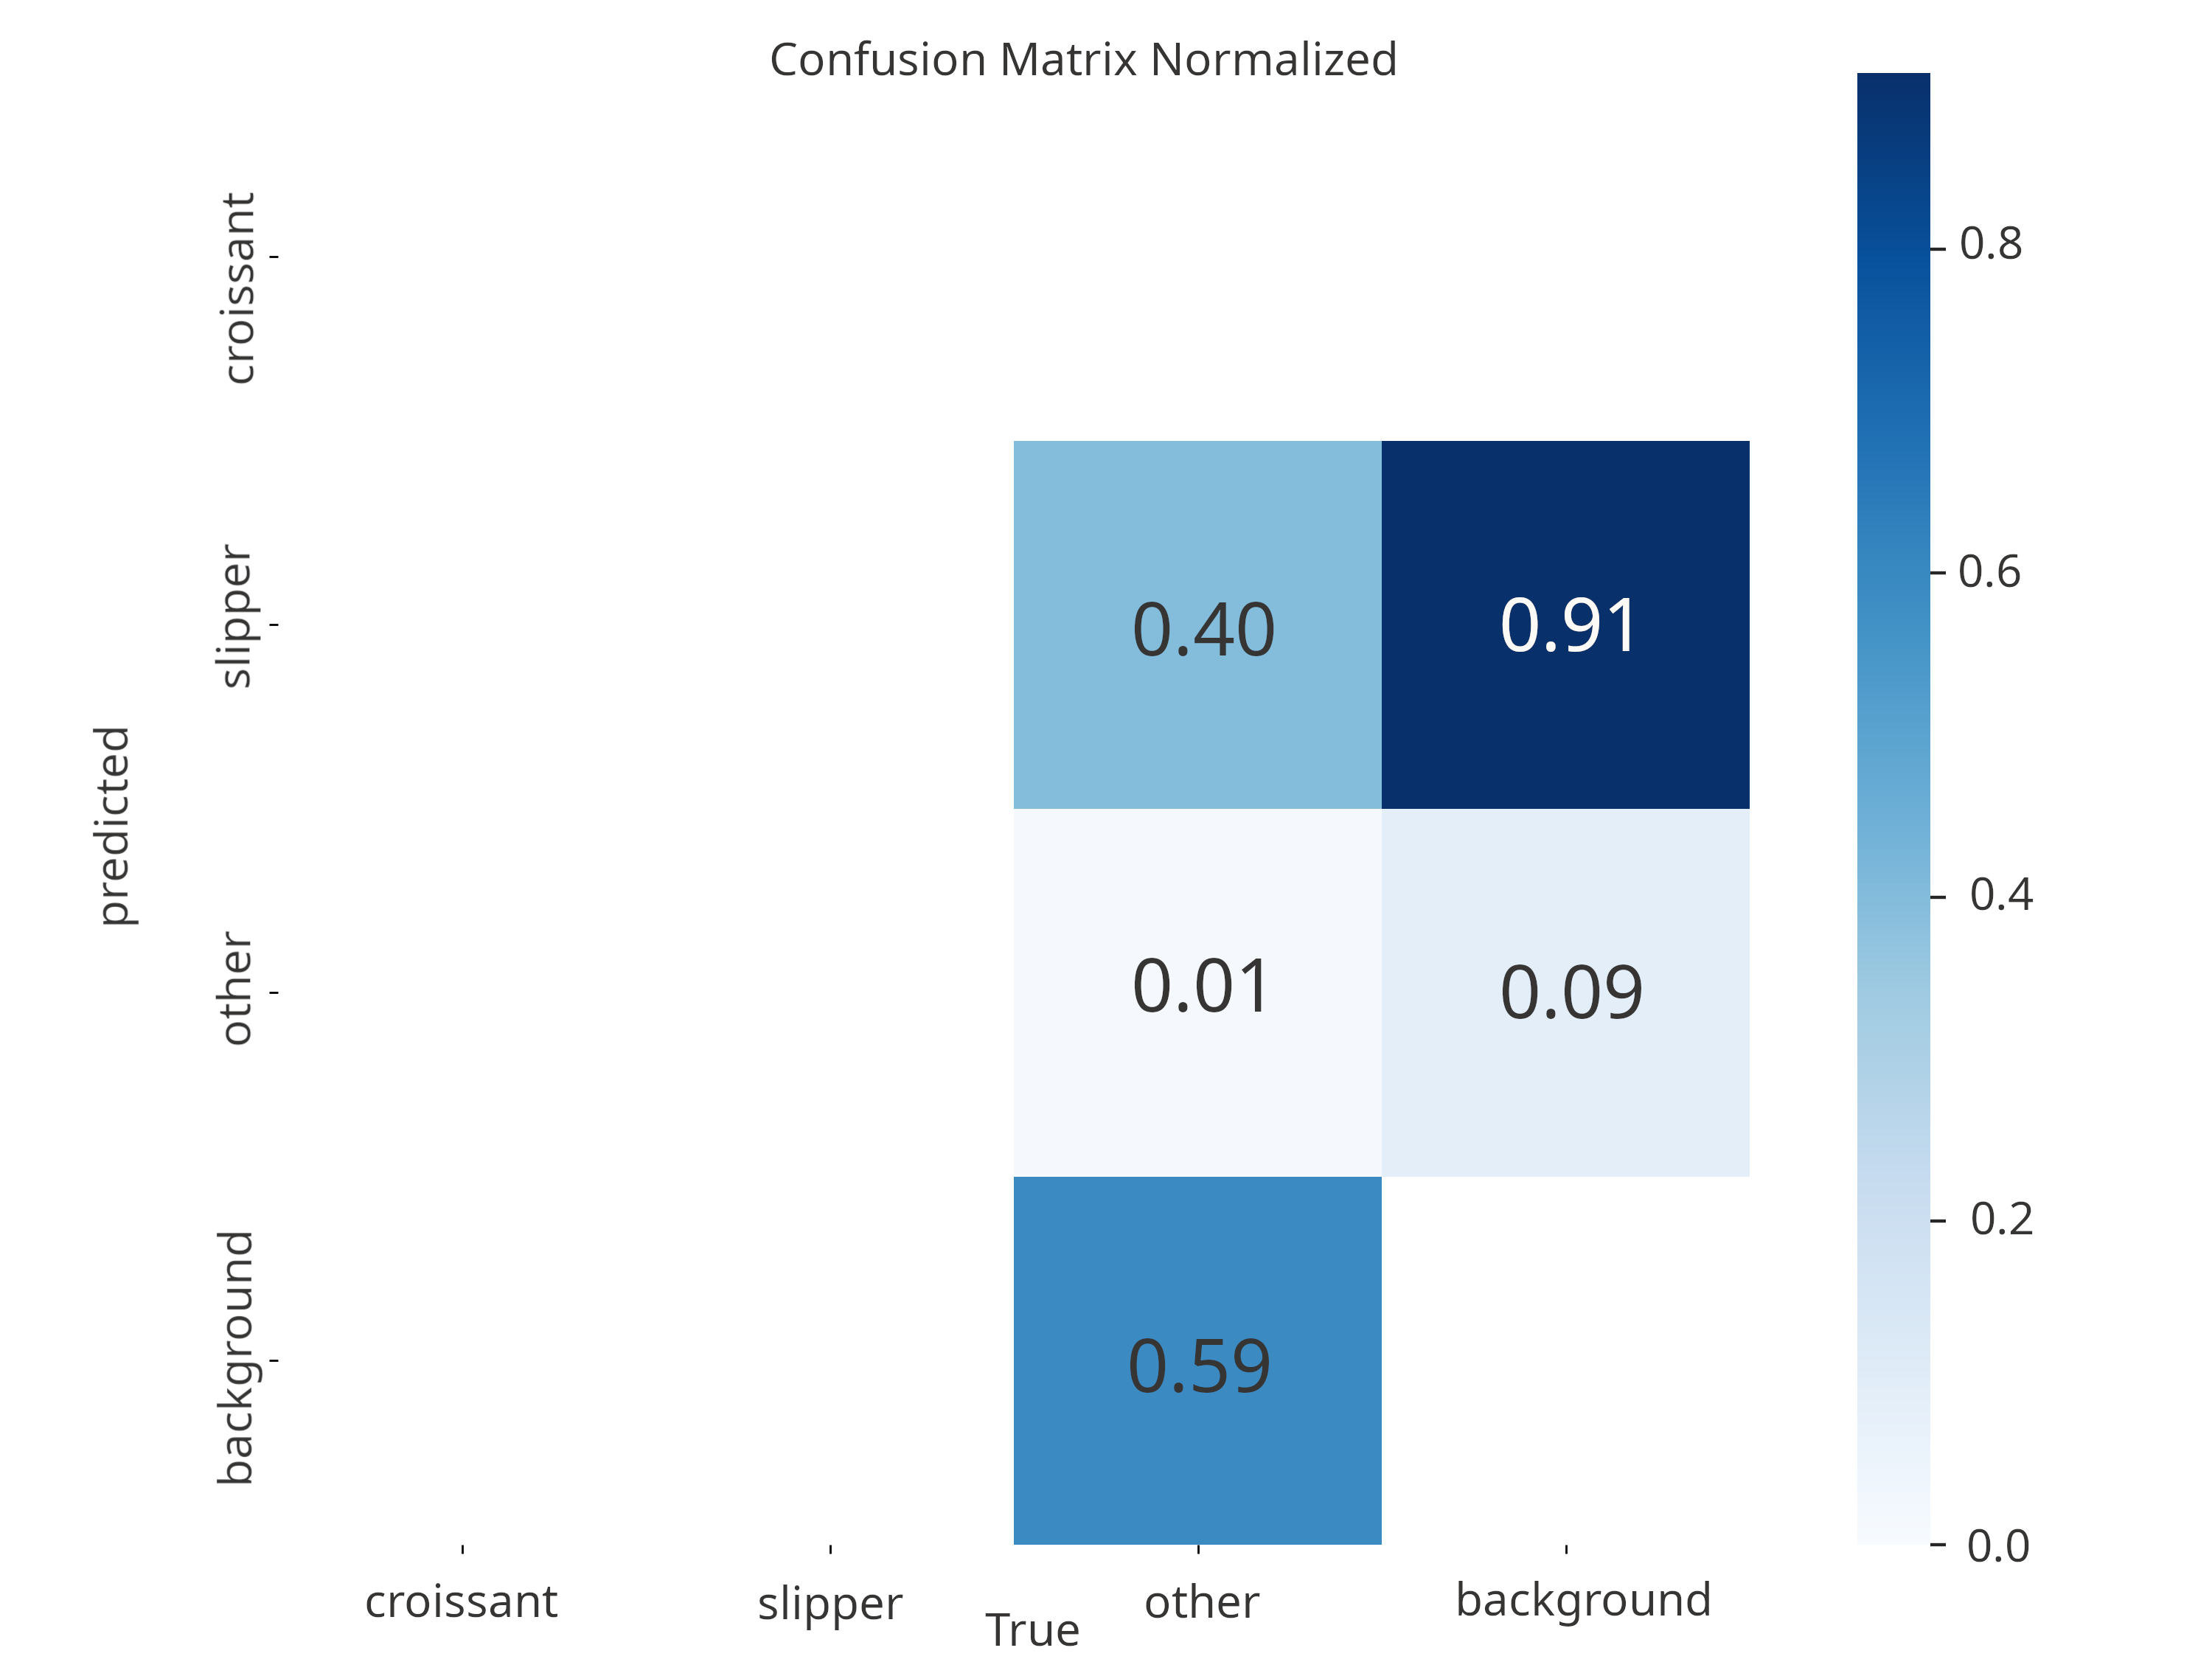 Confusion Matrix Normalized
croissant
slipper
other
background
predicted
0.40
0.91
0.01
0.09
0.59
croissant
slipper
other
background
True
0.8
0.6
0.4
0.2
0.0